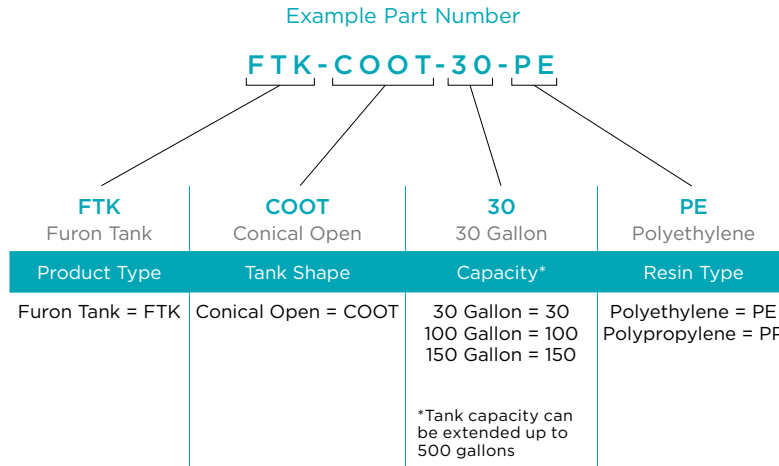 Example Part Number
FTK-COOT-30-PE
FTK
Furon Tank
COOT
Conical Open
30
30 Gallon
PE
Polyethylene
Product Type
Tank Shape
Capacity*
Resin Type
Furon Tank = FTK
Conical Open = COOT
30 Gallon = 30
100 Gallon = 100
150 Gallon = 150
*Tank capacity can
be extended up to
500 gallons
Polyethylene = PE
Polypropylene = PP